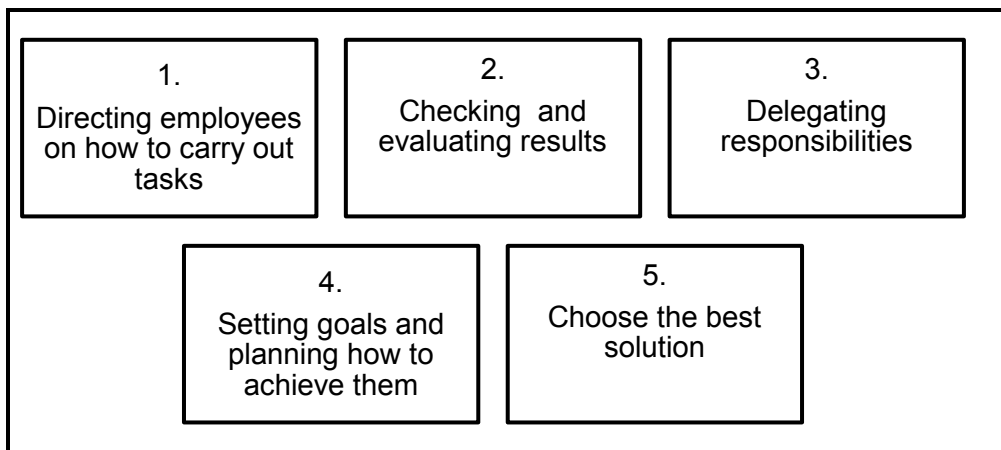 1.
Directing employees
on how to carry out
tasks
2.
Checking and
evaluating results
3.
Delegating
responsibilities
4.
Setting goals and
planning how to
achieve them
5.
Choose the best
solution